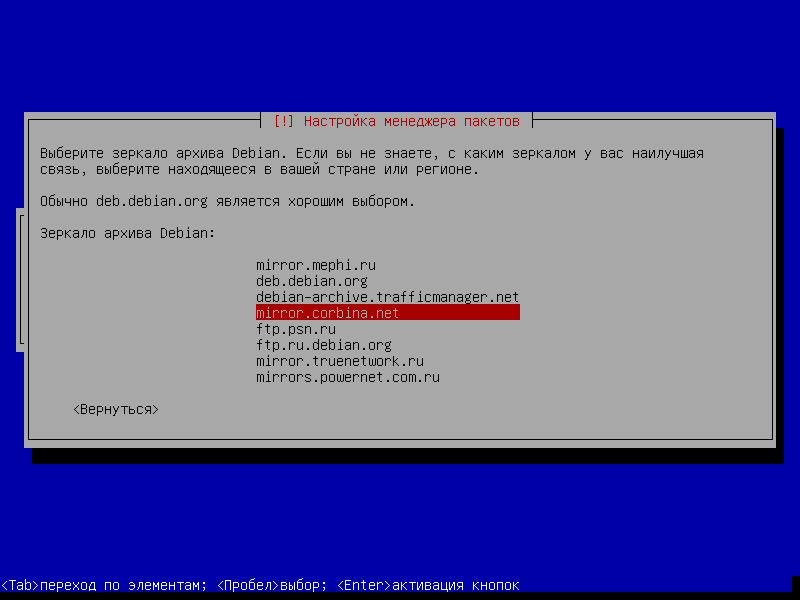 [!] Настройка менеджера пакетов
Выберите зеркало архива Debian. Если вы не знаете, с каким зеркалом у вас наилучшая
связь, выберите находящееся в вашей стране или регионе.
Обычно deb.debian.org является хорошим выбором.
Зеркало архива Debian:
mirror.mephi.ru
deb.debian.org
debian-archive.trafficmanager.net
mirror.corbina.net
ftp.psn.ru
ftp.ru.debian.org
mirror.truenetwork.ru
mirrors.powernet.com.ru
<Вернуться>
<Tab>переход по элементам; <Пробел>выбор; <Enter>активация кнопок